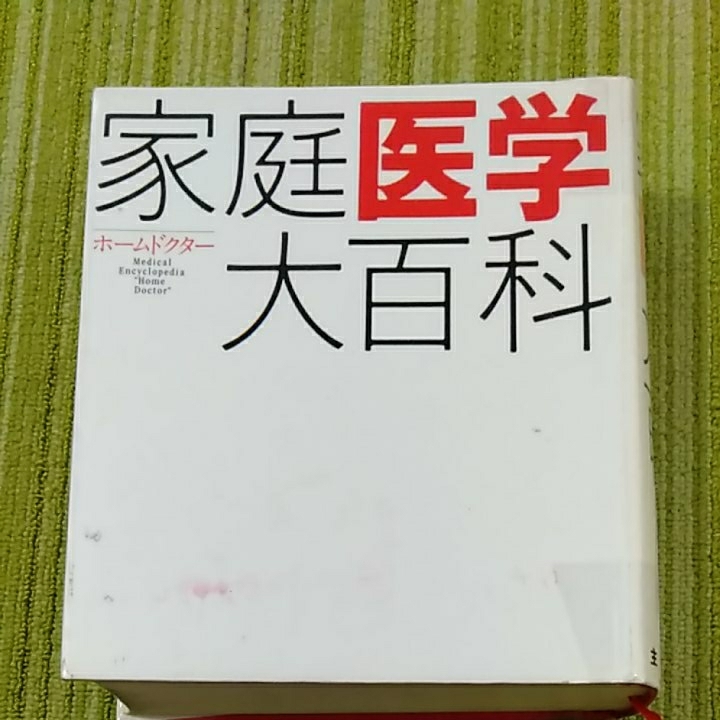 家庭医学
大百科
ホームドクター
Medical
Encyclopedia
"Home
Doctor"